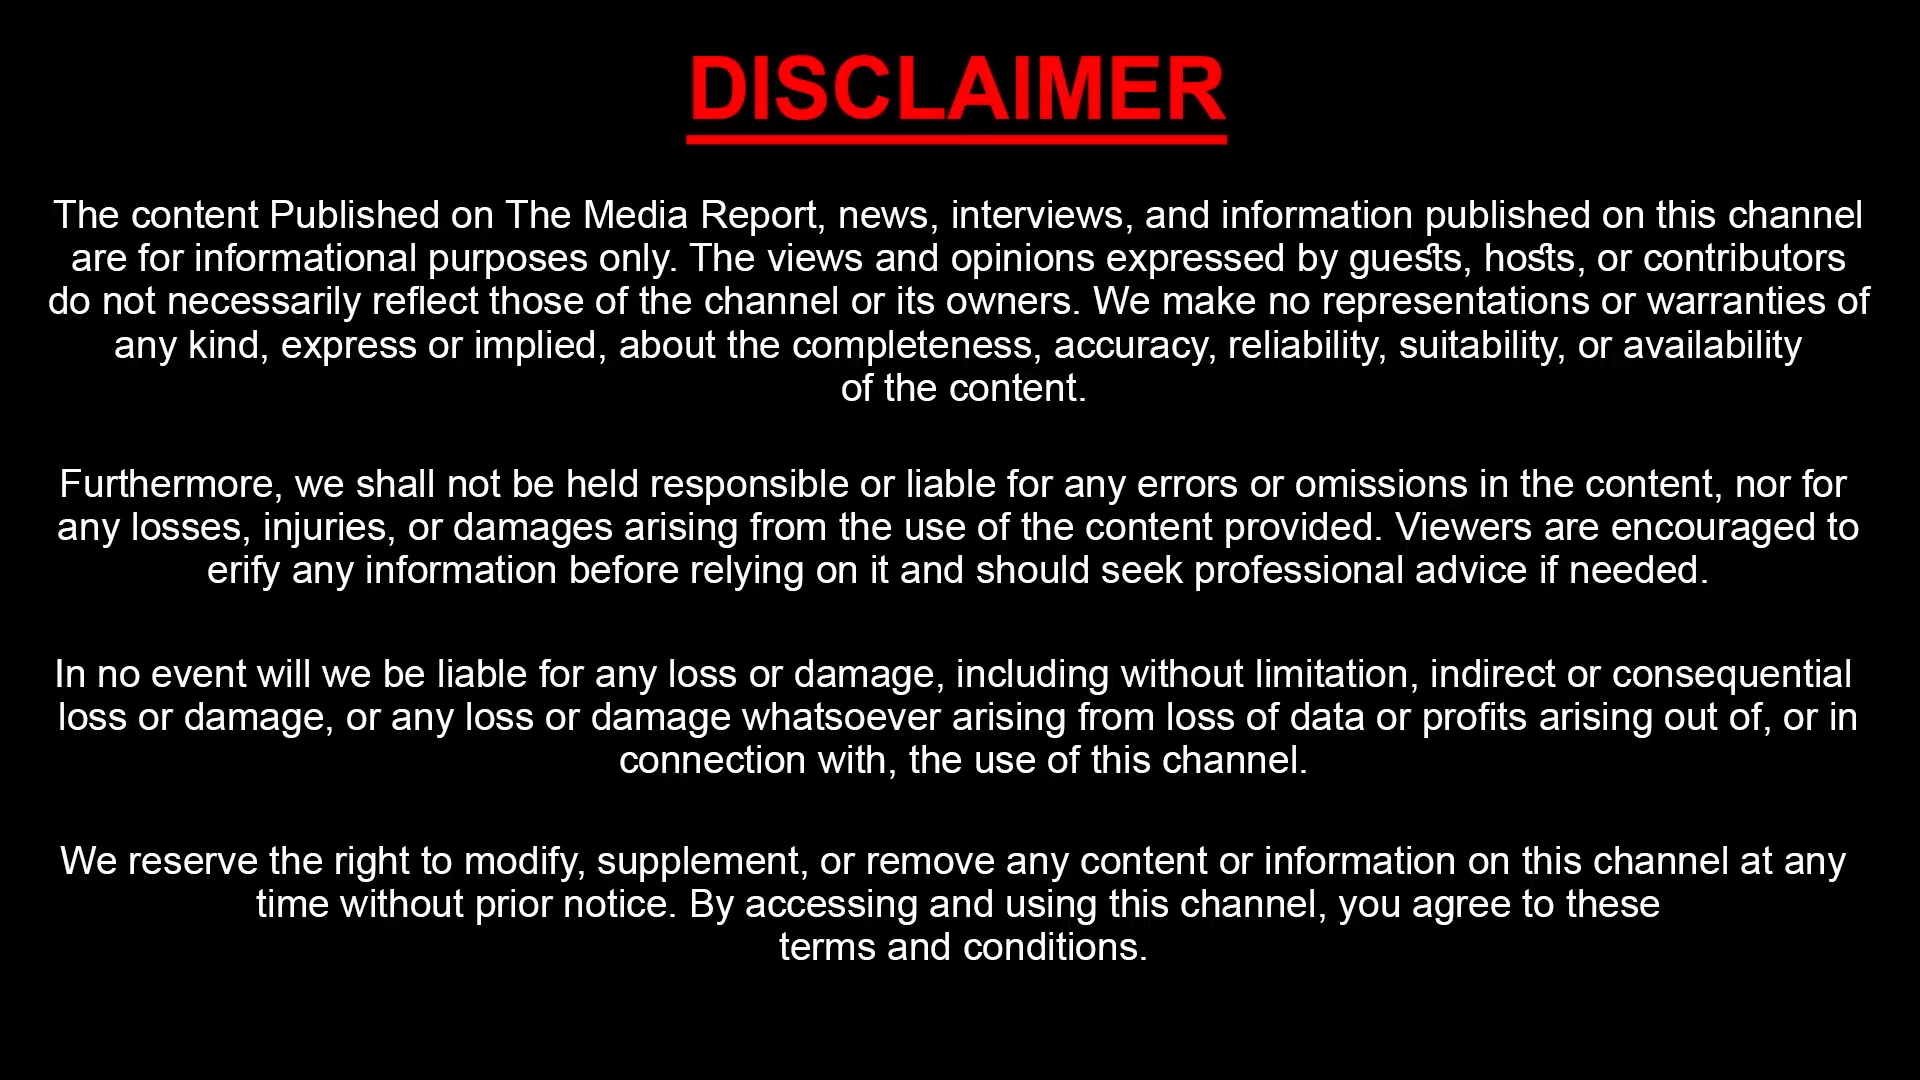 DISCLAIMER
The content Published on The Media Report, news, interviews, and information published on this channel
are for informational purposes only. The views and opinions expressed by guests, hosts, or contributors
do not necessarily reflect those of the channel or its owners. We make no representations or warranties of
any kind, express or implied, about the completeness, accuracy, reliability, suitability, or availability
of the content.
Furthermore, we shall not be held responsible or liable for any errors or omissions in the content, nor for
any losses, injuries, or damages arising from the use of the content provided. Viewers are encouraged to
erify any information before relying on it and should seek professional advice if needed.
In no event will we be liable for any loss or damage, including without limitation, indirect or consequential
loss or damage, or any loss or damage whatsoever arising from loss of data or profits arising out of, or in
connection with, the use of this channel.
We reserve the right to modify, supplement, or remove any content or information on this channel at any
time without prior notice. By accessing and using this channel, you agree to these
terms and conditions.